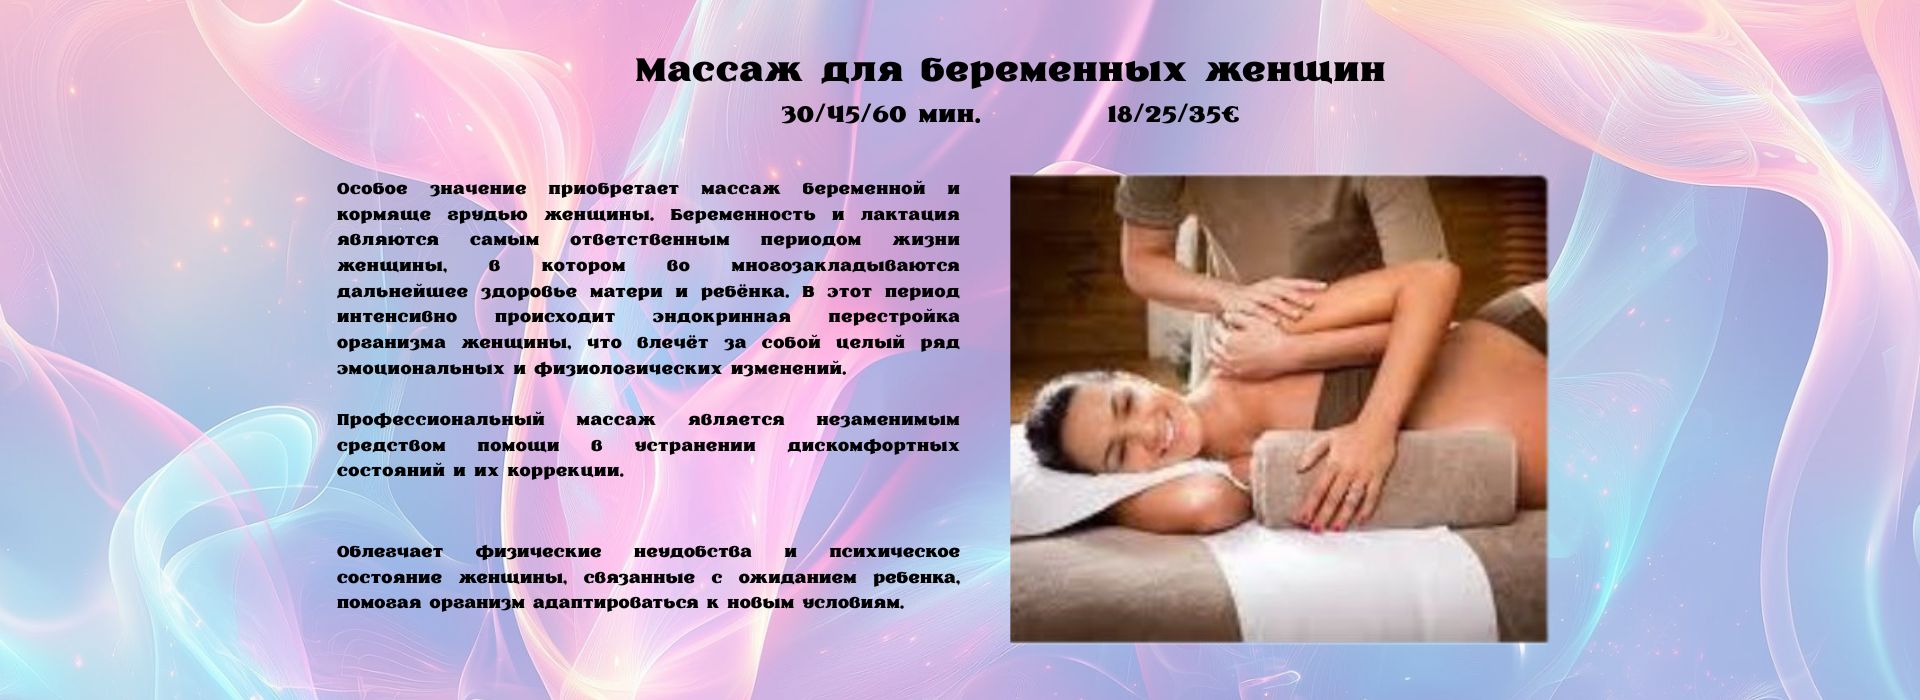 Массаж для беременных женщин
30/45/60 мин. 18/25/35€
Особое значение приобретает массаж беременной и
кормяще грудью женщины. Беременность и лактация
являются самым ответственным периодом жизни
женщины, в котором во многозакладываются
дальнейшее здоровье матери и ребёнка. В этот период
интенсивно происходит эндокринная перестройка
организма женщины, что влечёт за собой целый ряд
эмоциональных и физиологических изменений.
Профессиональный массаж является незаменимым
средством помощи в устранении дискомфортных
состояний и их коррекции.
Облегчает физические неудобства и психическое
состояние женщины, связанные с ожиданием ребенка,
помогая организм адаптироваться к новым условиям.